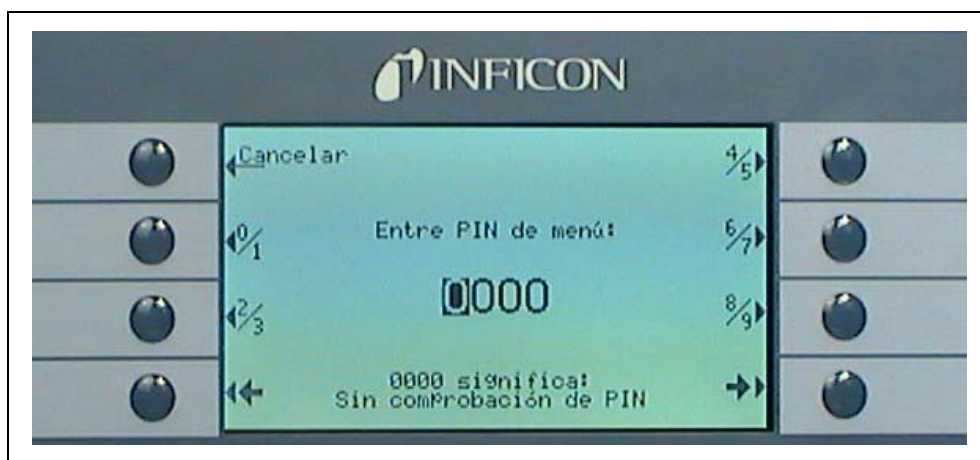 INFICON
Cancelar
4/5
0/1
Entre PIN de menú:
6/7
2/3
0000
8/9
0000 significa:
Sin comprobación de PIN